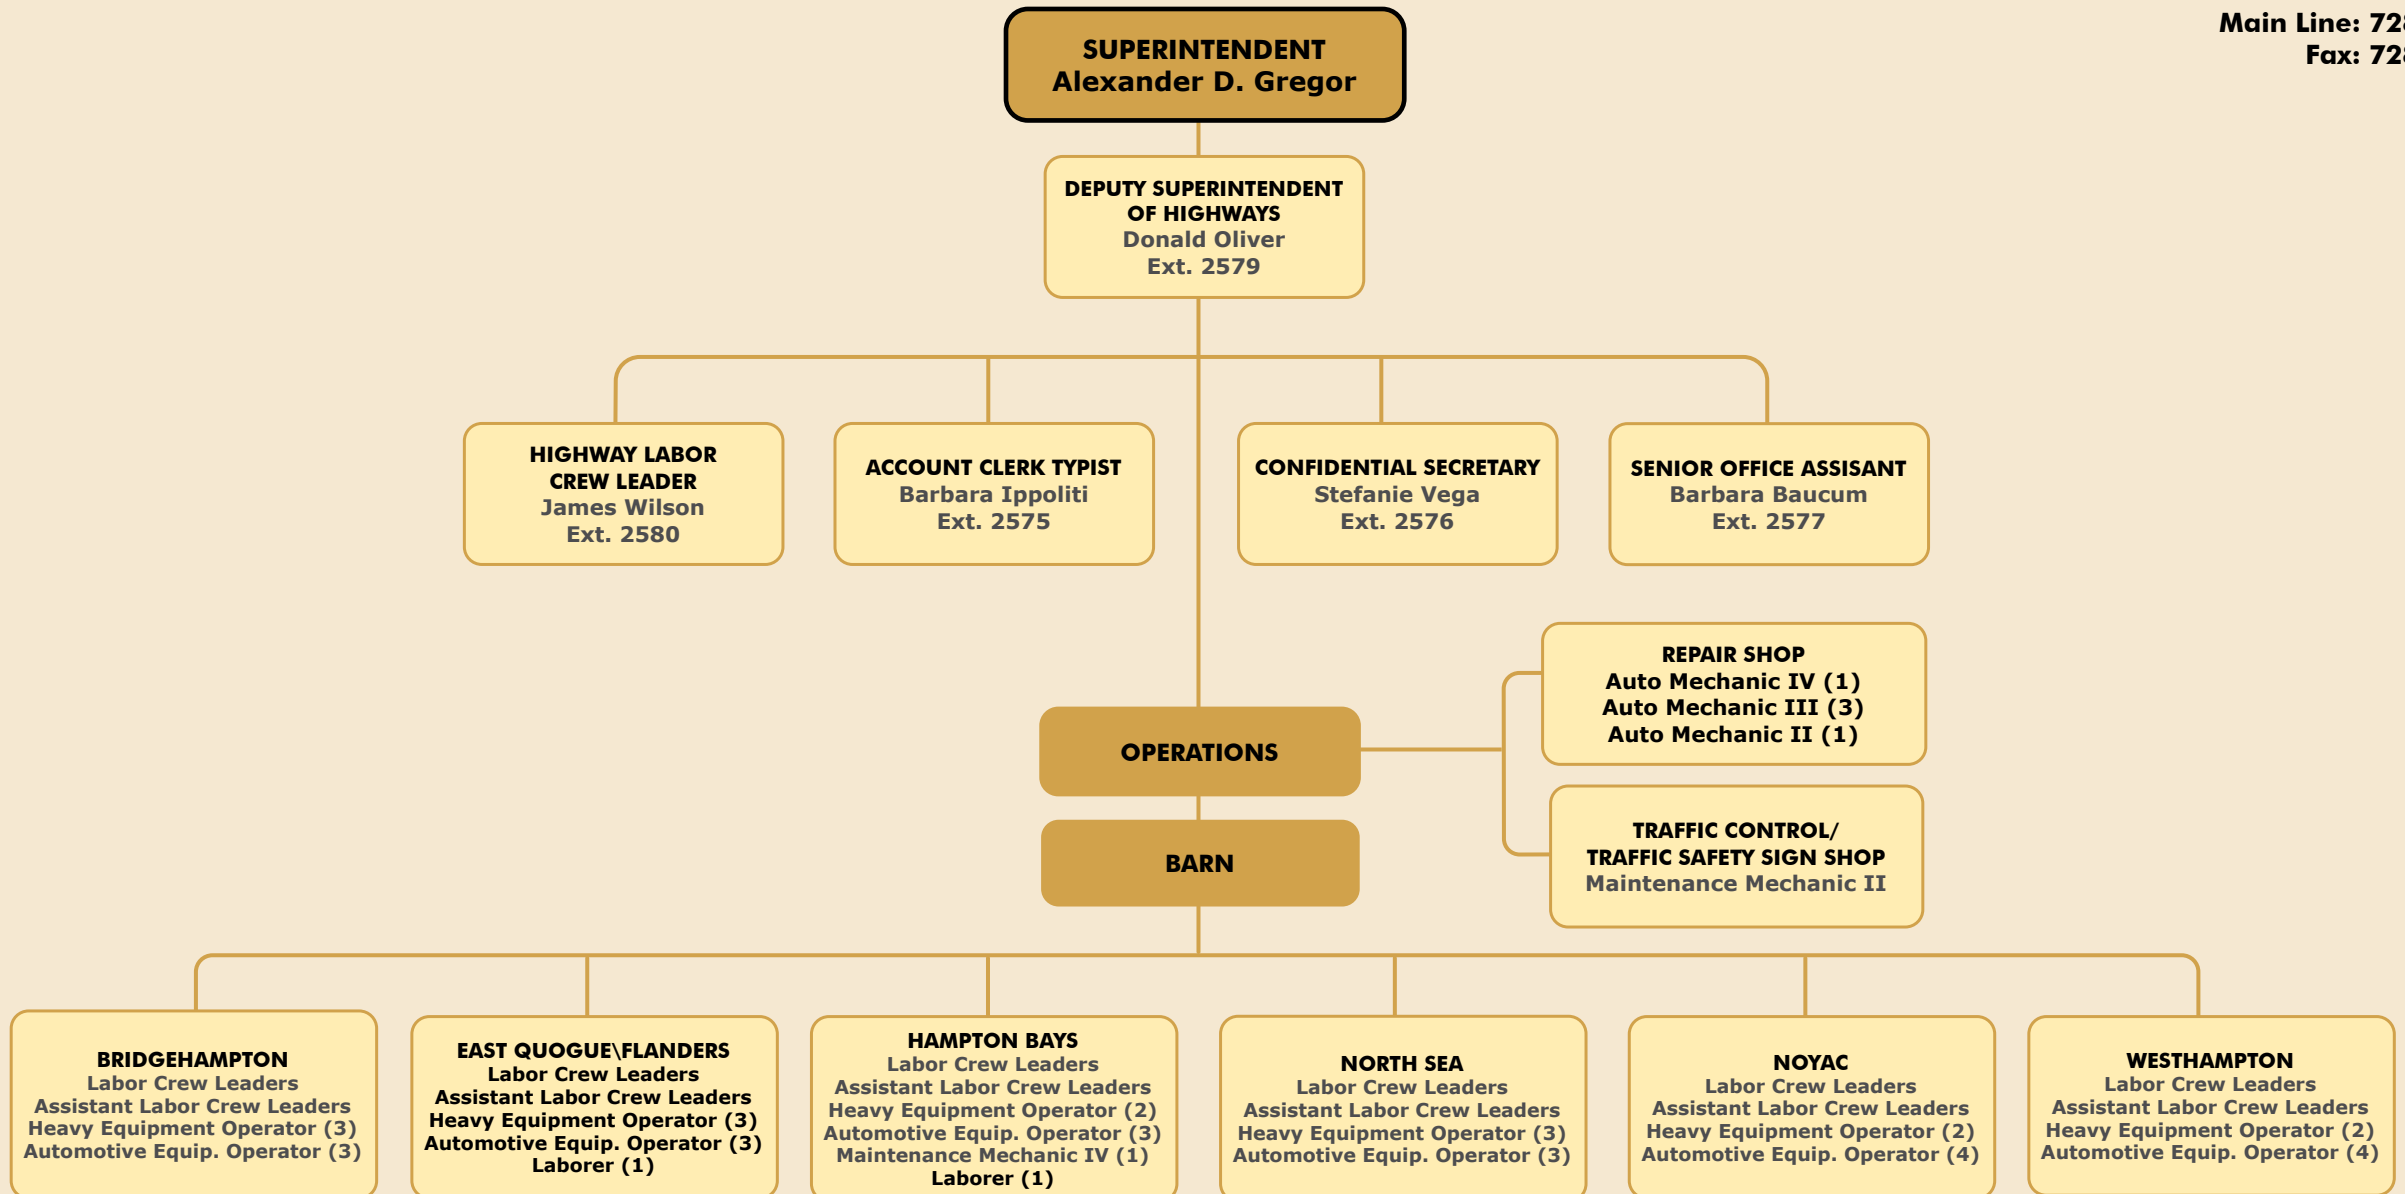 Main Line: 728
Fax: 728
SUPERINTENDENT
Alexander D. Gregor
DEPUTY SUPERINTENDENT
OF HIGHWAYS
Donald Oliver
Ext. 2579
HIGHWAY LABOR
CREW LEADER
James Wilson
Ext. 2580
ACCOUNT CLERK TYPIST
Barbara Ippoliti
Ext. 2575
CONFIDENTIAL SECRETARY
Stefanie Vega
Ext. 2576
SENIOR OFFICE ASSISANT
Barbara Baucum
Ext. 2577
REPAIR SHOP
Auto Mechanic IV (1)
Auto Mechanic III (3)
Auto Mechanic II (1)
OPERATIONS
TRAFFIC CONTROL/
TRAFFIC SAFETY SIGN SHOP
Maintenance Mechanic II
BARN
BRIDGEHAMPTON
Labor Crew Leaders
Assistant Labor Crew Leaders
Heavy Equipment Operator (3)
Automotive Equip. Operator (3)
EAST QUOGUE\FLANDERS
Labor Crew Leaders
Assistant Labor Crew Leaders
Heavy Equipment Operator (3)
Automotive Equip. Operator (3)
Laborer (1)
HAMPTON BAYS
Labor Crew Leaders
Assistant Labor Crew Leaders
Heavy Equipment Operator (2)
Automotive Equip. Operator (3)
Maintenance Mechanic IV (1)
Laborer (1)
NORTH SEA
Labor Crew Leaders
Assistant Labor Crew Leaders
Heavy Equipment Operator (3)
Automotive Equip. Operator (3)
NOYAC
Labor Crew Leaders
Assistant Labor Crew Leaders
Heavy Equipment Operator (2)
Automotive Equip. Operator (4)
WESTHAMPTON
Labor Crew Leaders
Assistant Labor Crew Leaders
Heavy Equipment Operator (2)
Automotive Equip. Operator (4)